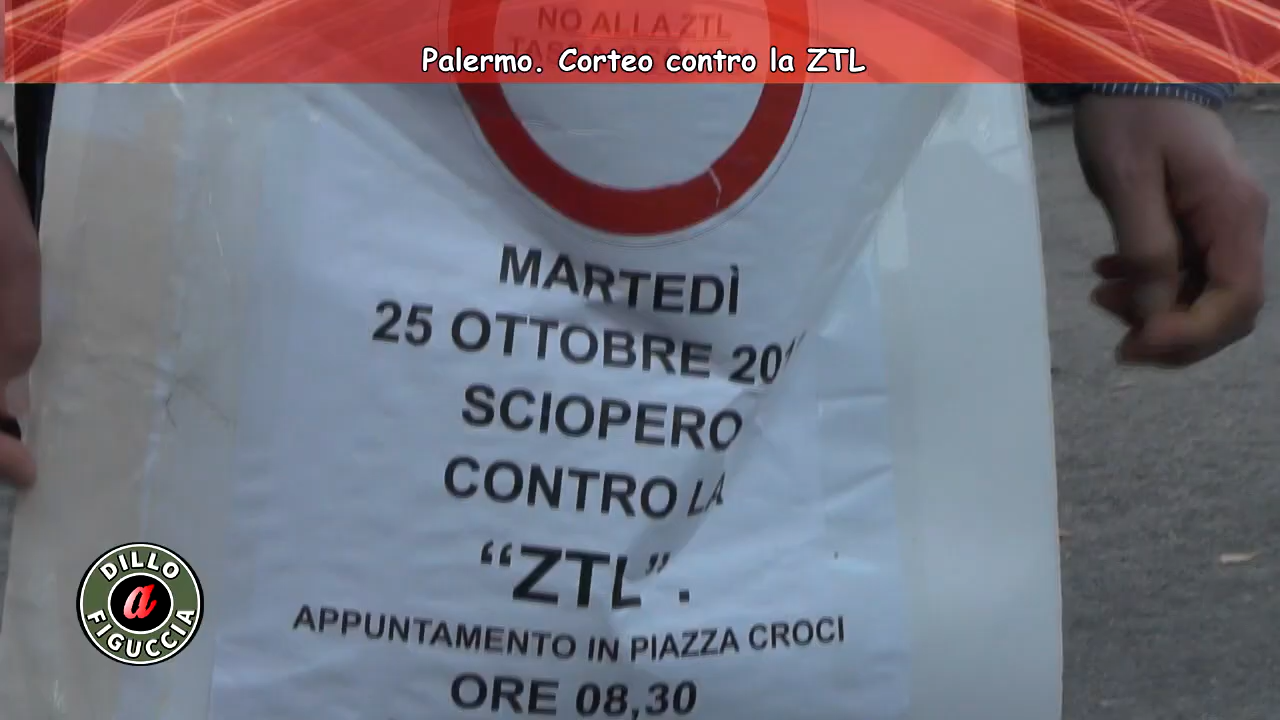 NO ALLA ZTL
Palermo. Corteo contro la ZTL
MARTEDÌ
25 OTTOBRE
SCIOPERO
CONTRO LA
“ZTL”.
APPUNTAMENTO IN PIAZZA CROCI
ORE 08,30
DILLO
a
FIGUCCIA